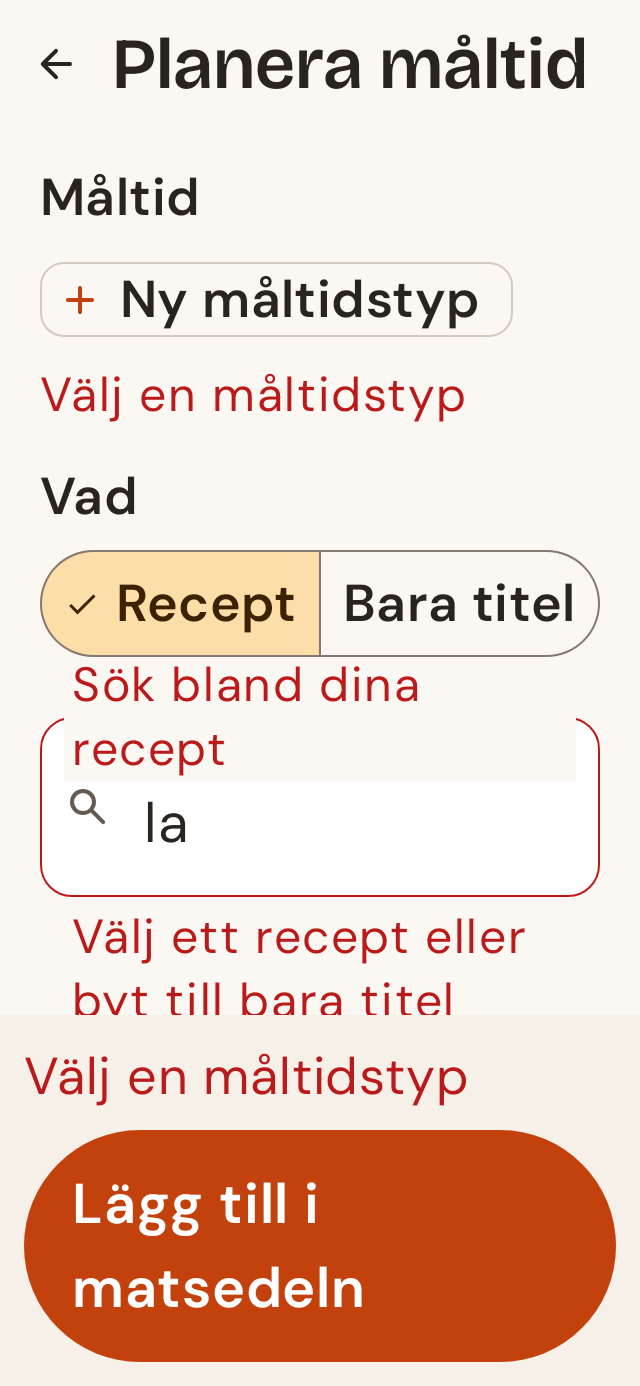 Planera måltid
Måltid
Ny måltidstyp
Välj en måltidstyp
Vad
Recept
Bara titel
Sök bland dina
recept
la
Välj ett recept eller
byt till bara titel
Välj en måltidstyp
Lägg till i
matsedeln